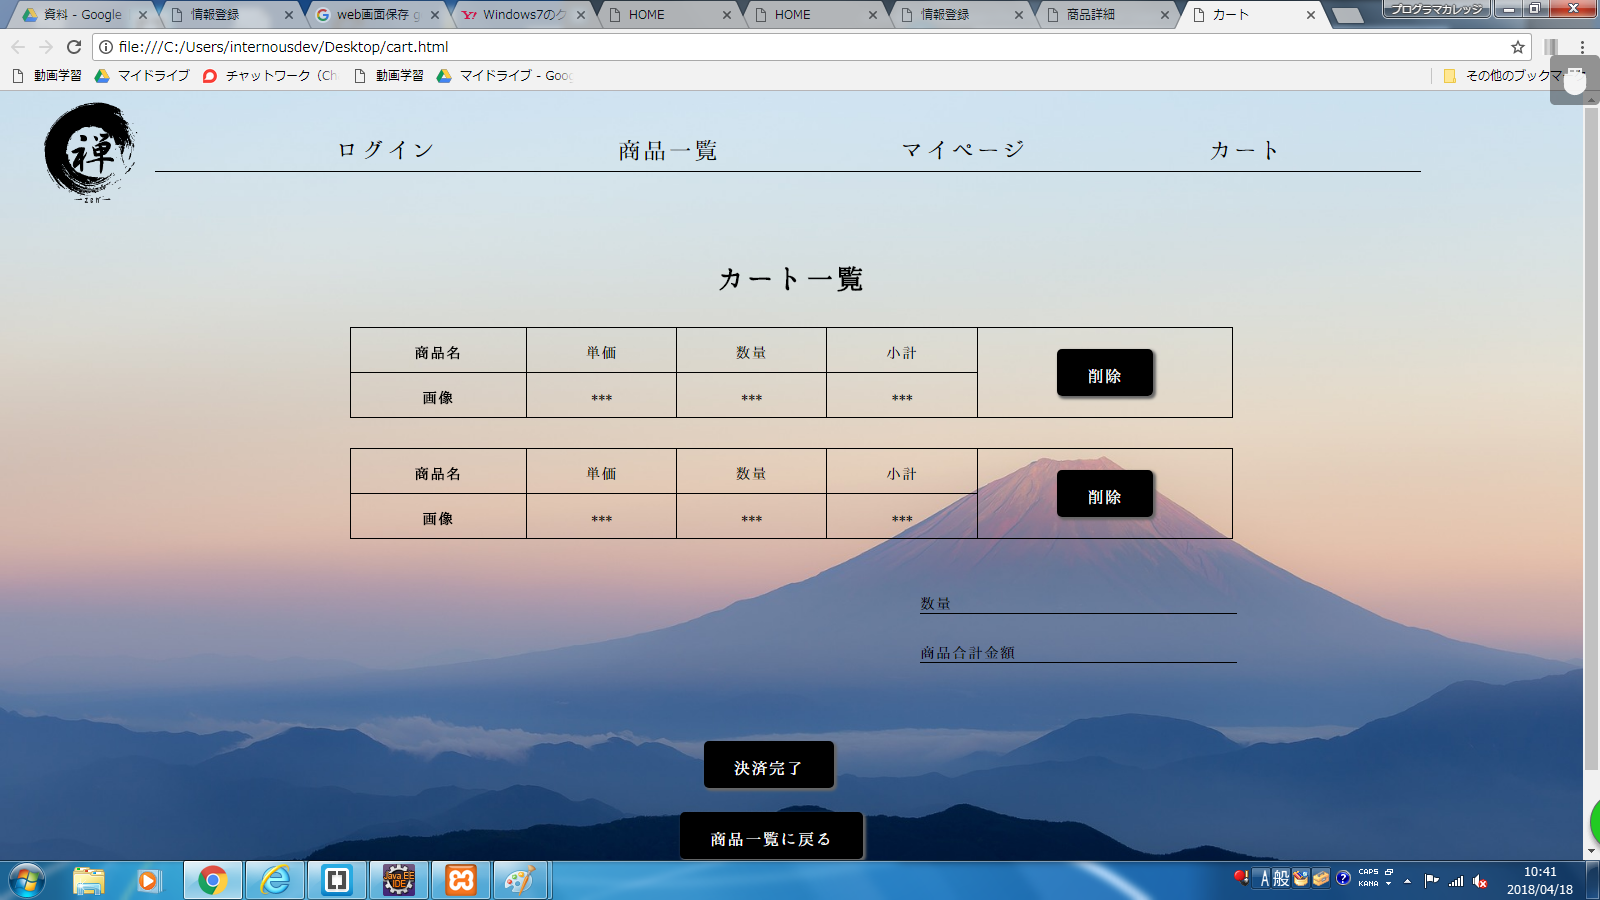 資料 - Google
情報登録
web画面保存 g
Windows7のク
HOME
HOME
情報登録
商品詳細
カート
プログラマカレッジ
file:///C:/Users/internousdev/Desktop/cart.html
動画学習
マイドライブ
チャットワーク (Ch
動画学習
マイドライブ - Goog
その他のブックマー
禅
ー zen ー
ログイン
商品一覧
マイページ
カート
カート一覧
商品名 単価 数量 小計 削除
画像 *** *** ***
商品名 単価 数量 小計 削除
画像 *** *** ***
数量
商品合計金額
決済完了
商品一覧に戻る
Java EE
IDE
A 般
CAPS
KANA
10:41
2018/04/18